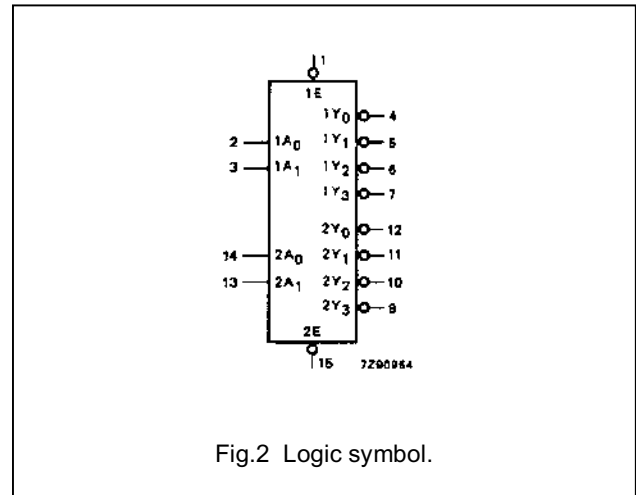 1
1E
1Y0 4
2 1A0 1Y1 5
3 1A1 1Y2 6
1Y3 7
2Y0 12
14 2A0 2Y1 11
13 2A1 2Y2 10
2Y3 9
2E
15 7Z90964
Fig.2 Logic symbol.